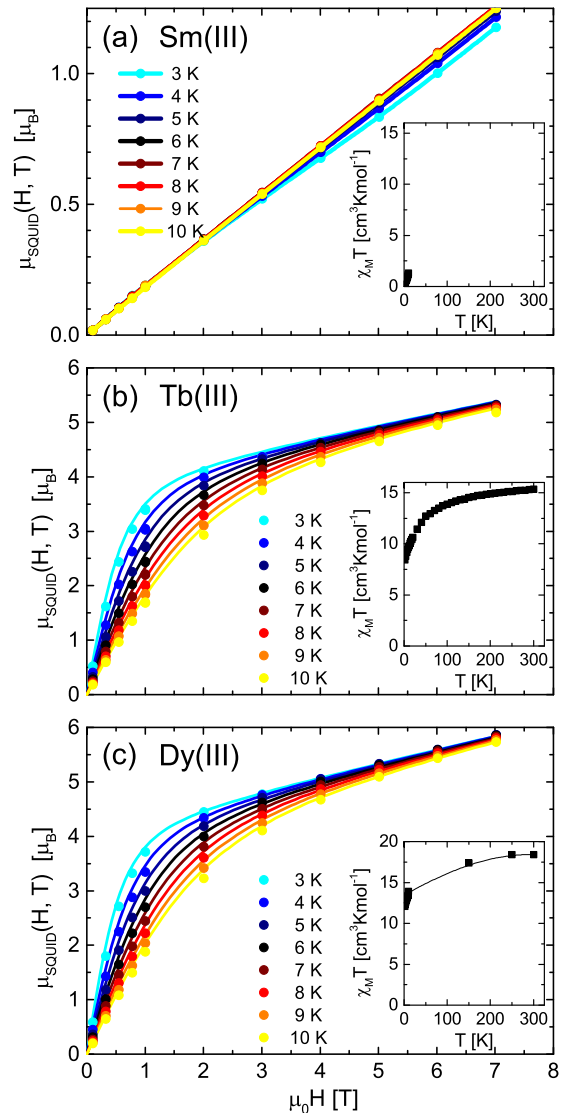 (a) Sm(III)
3 K
4 K
5 K
6 K
7 K
8 K
9 K
10 K
μSQUID(H, T) [μB]
0.0
0.5
1.0
χMT [cm³Kmol⁻¹]
0
5
10
15
0 100 200 300
T [K]
(b) Tb(III)
3 K
4 K
5 K
6 K
7 K
8 K
9 K
10 K
μSQUID(H, T) [μB]
0
1
2
3
4
5
6
χMT [cm³Kmol⁻¹]
0
5
10
15
0 100 200 300
T [K]
(c) Dy(III)
3 K
4 K
5 K
6 K
7 K
8 K
9 K
10 K
μSQUID(H, T) [μB]
0
1
2
3
4
5
6
χMT [cm³Kmol⁻¹]
0
5
10
15
20
0 100 200 300
T [K]
0 1 2 3 4 5 6 7 8
μ0H [T]